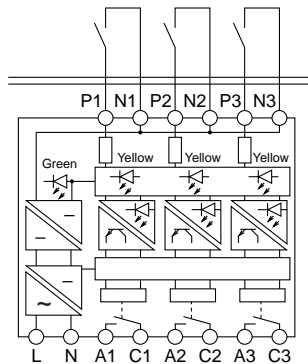 P1 N1 P2 N2 P3 N3
Green Yellow Yellow Yellow
L N A1 C1 A2 C2 A3 C3